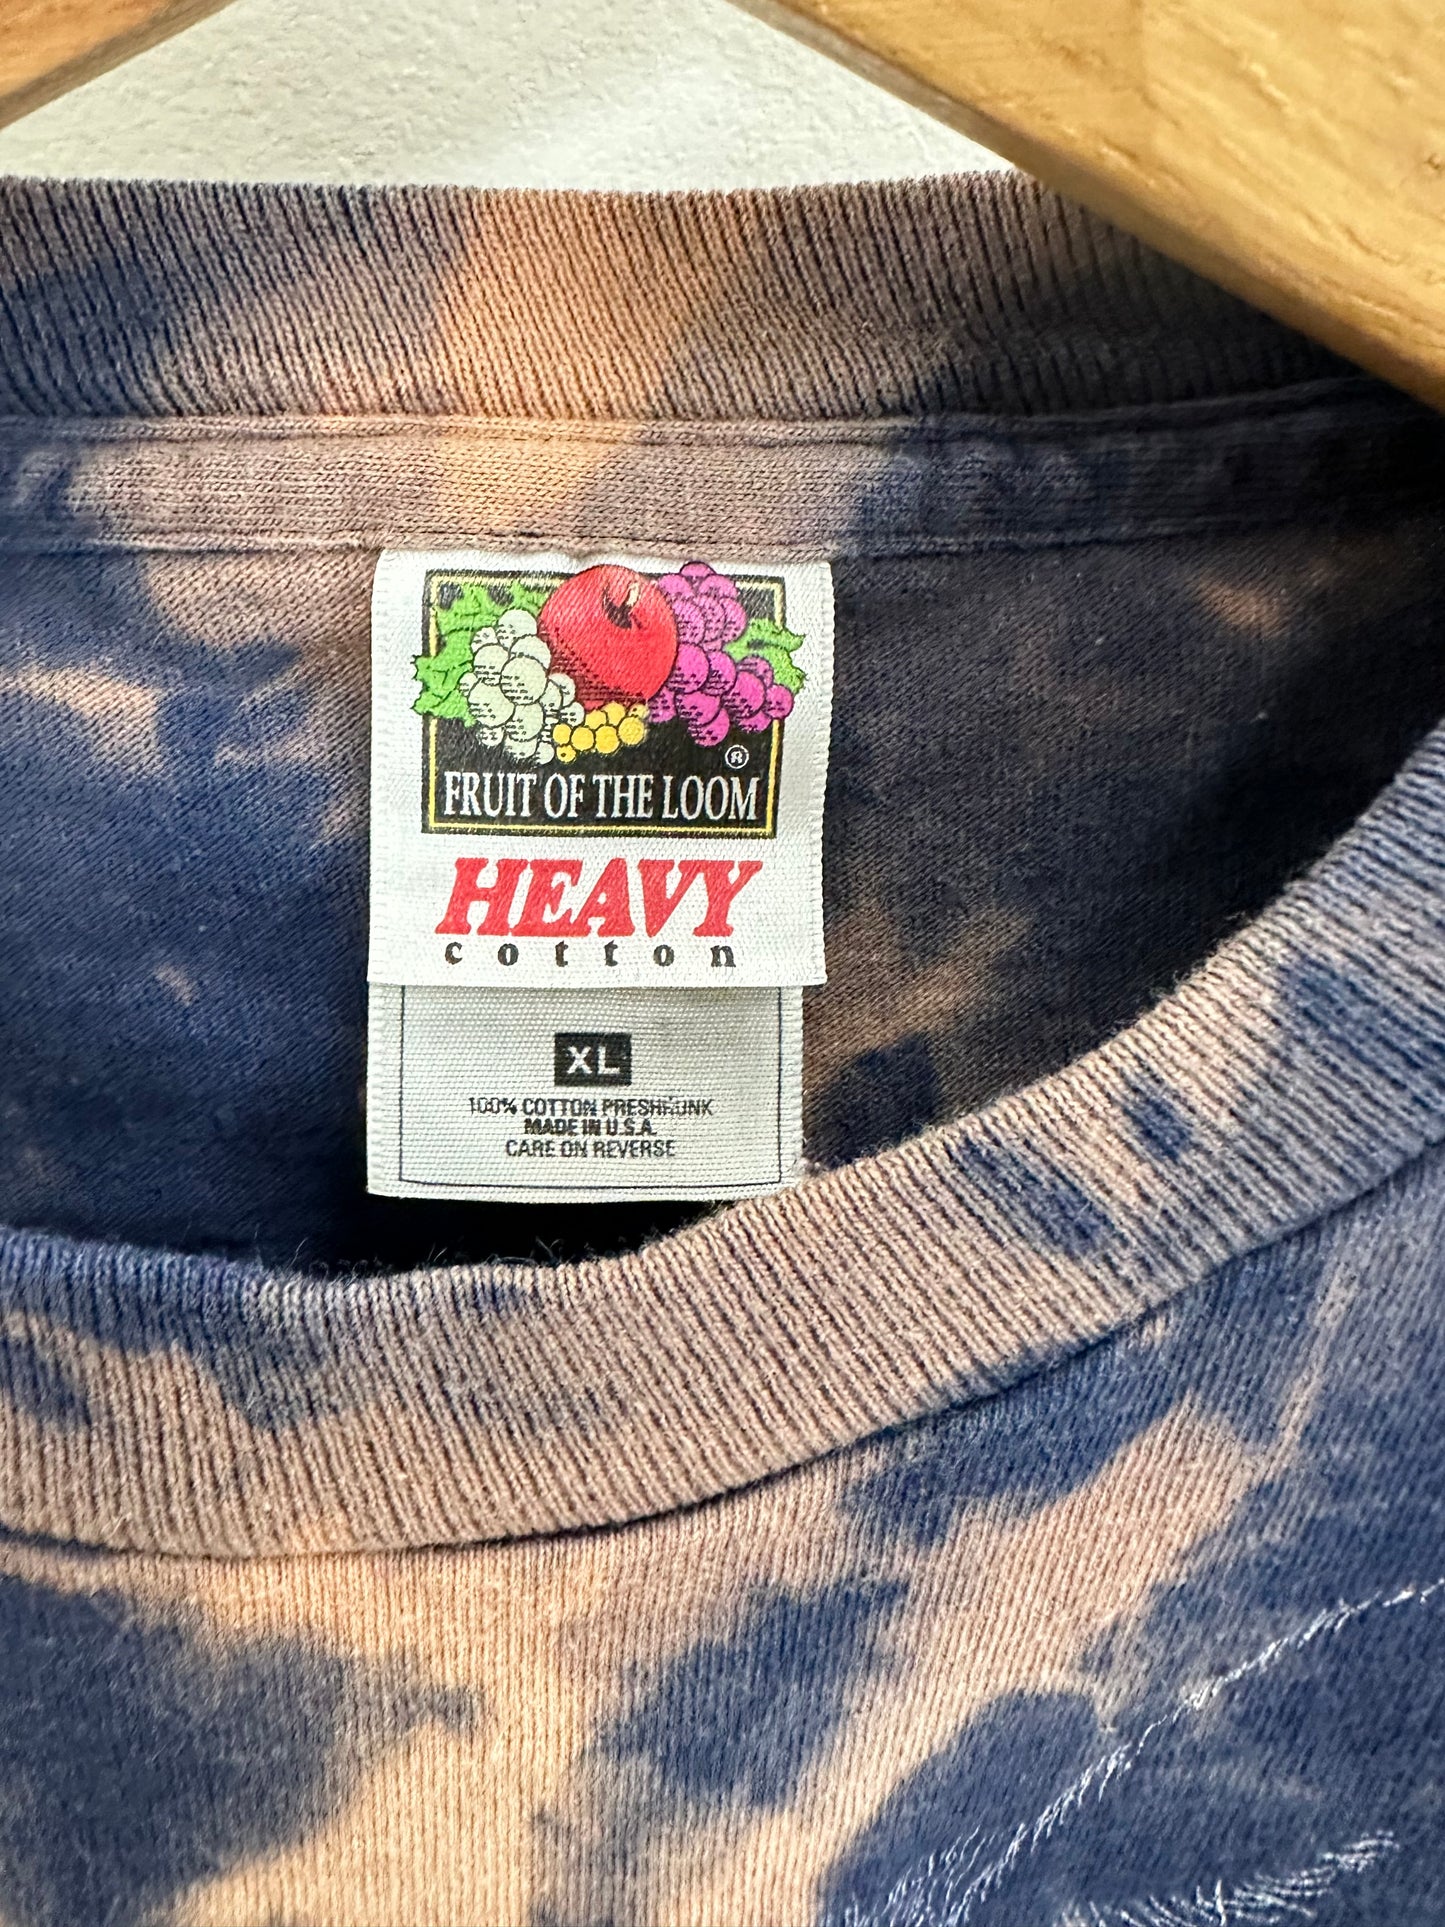 ®
FRUIT OF THE LOOM
HEAVY
cotton
XL
100% COTTON PRESHRUNK
MADE IN U.S.A.
CARE ON REVERSE